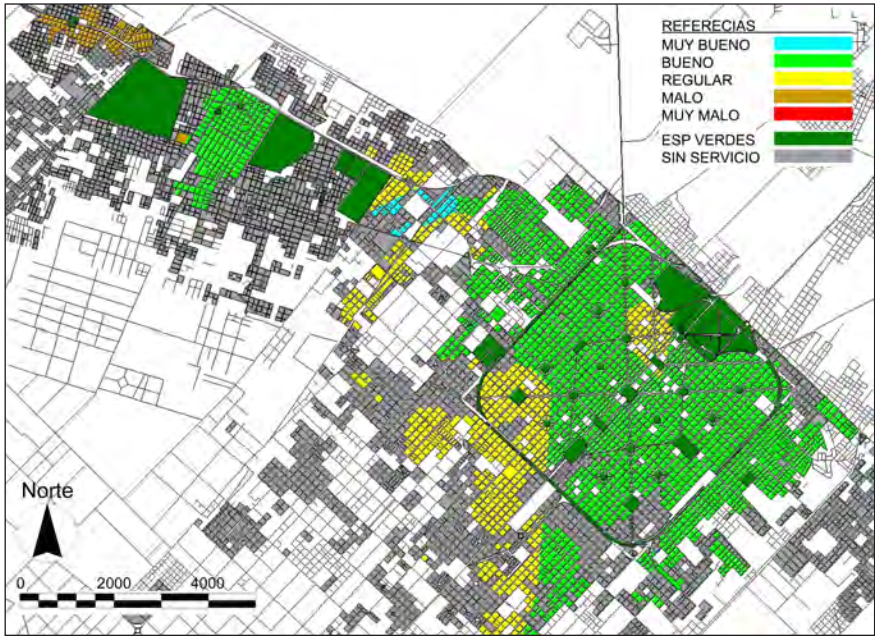 REFERECIAS
MUY BUENO
BUENO
REGULAR
MALO
MUY MALO
ESP VERDES
SIN SERVICIO
Norte
0 2000 4000